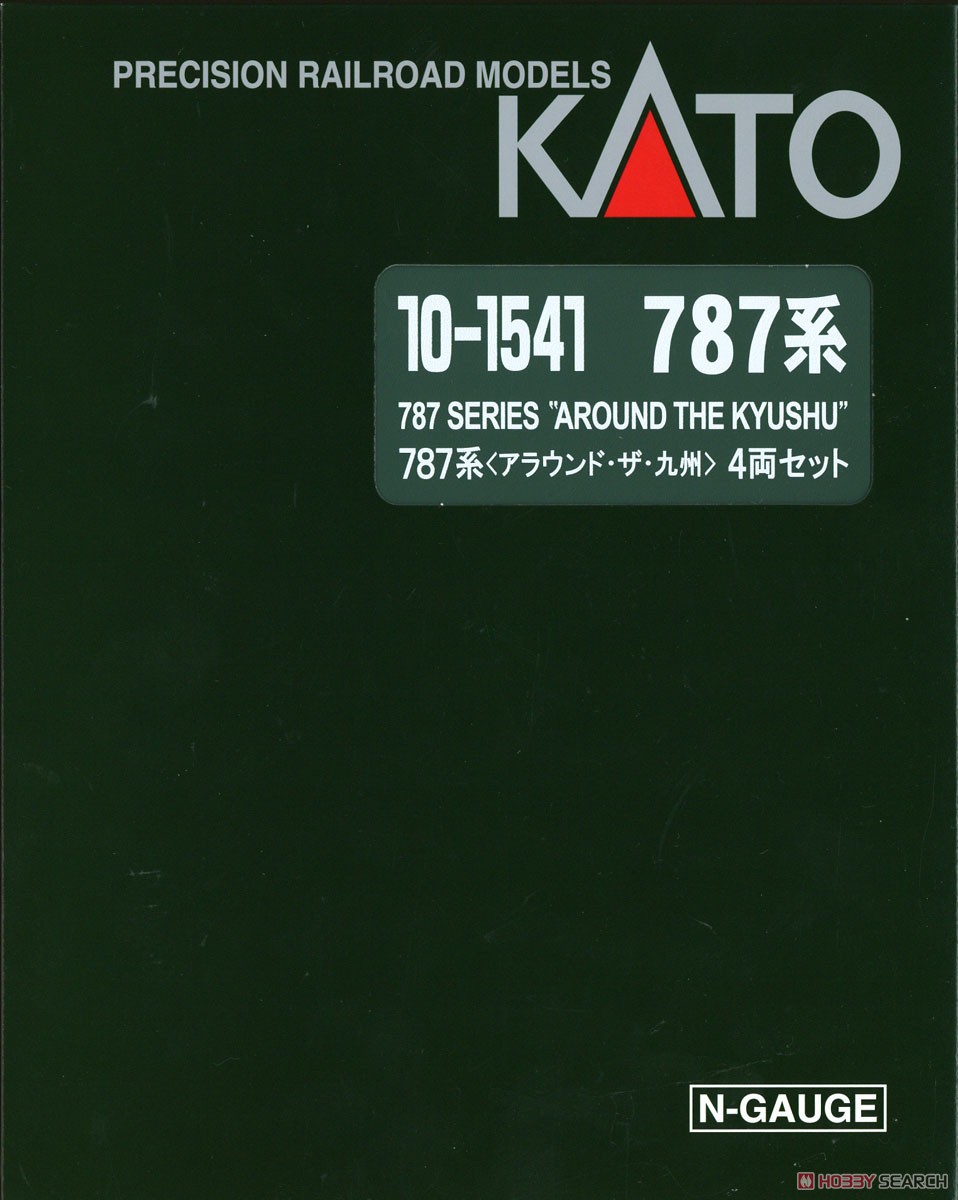 PRECISION RAILROAD MODELS
KATO
10-1541 787系
787 SERIES "AROUND THE KYUSHU"
787系〈アラウンド・ザ・九州〉 4両セット
N-GAUGE
HOBBY SEARCH